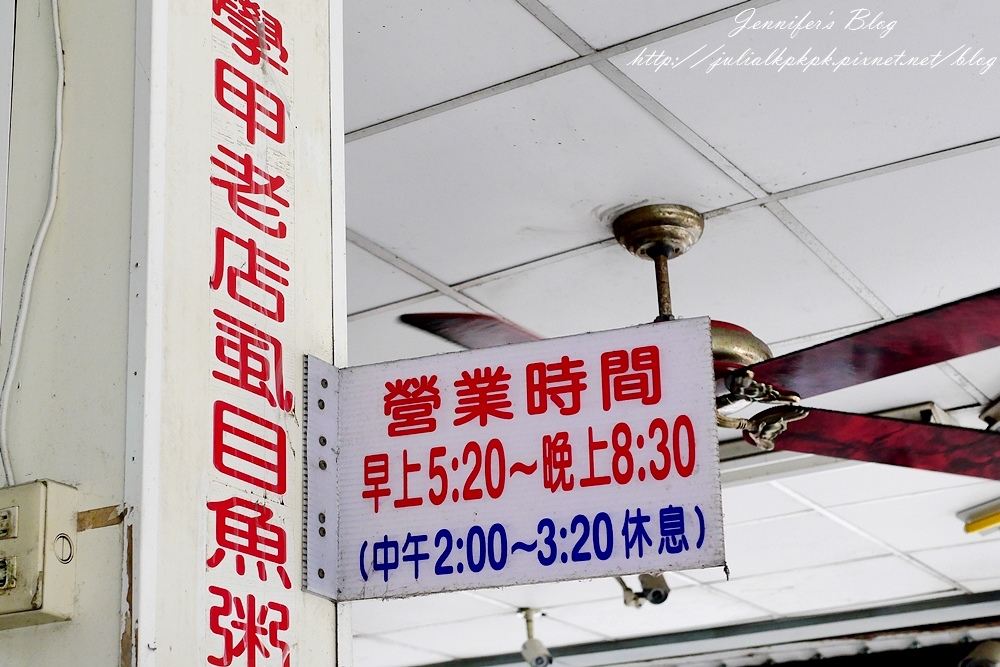 Jennifer's Blog
http://julialkpkpk.pixnet.net/blog
學甲老店虱目魚粥
營業時間
早上5:20～晚上8:30
(中午2:00～3:20休息)